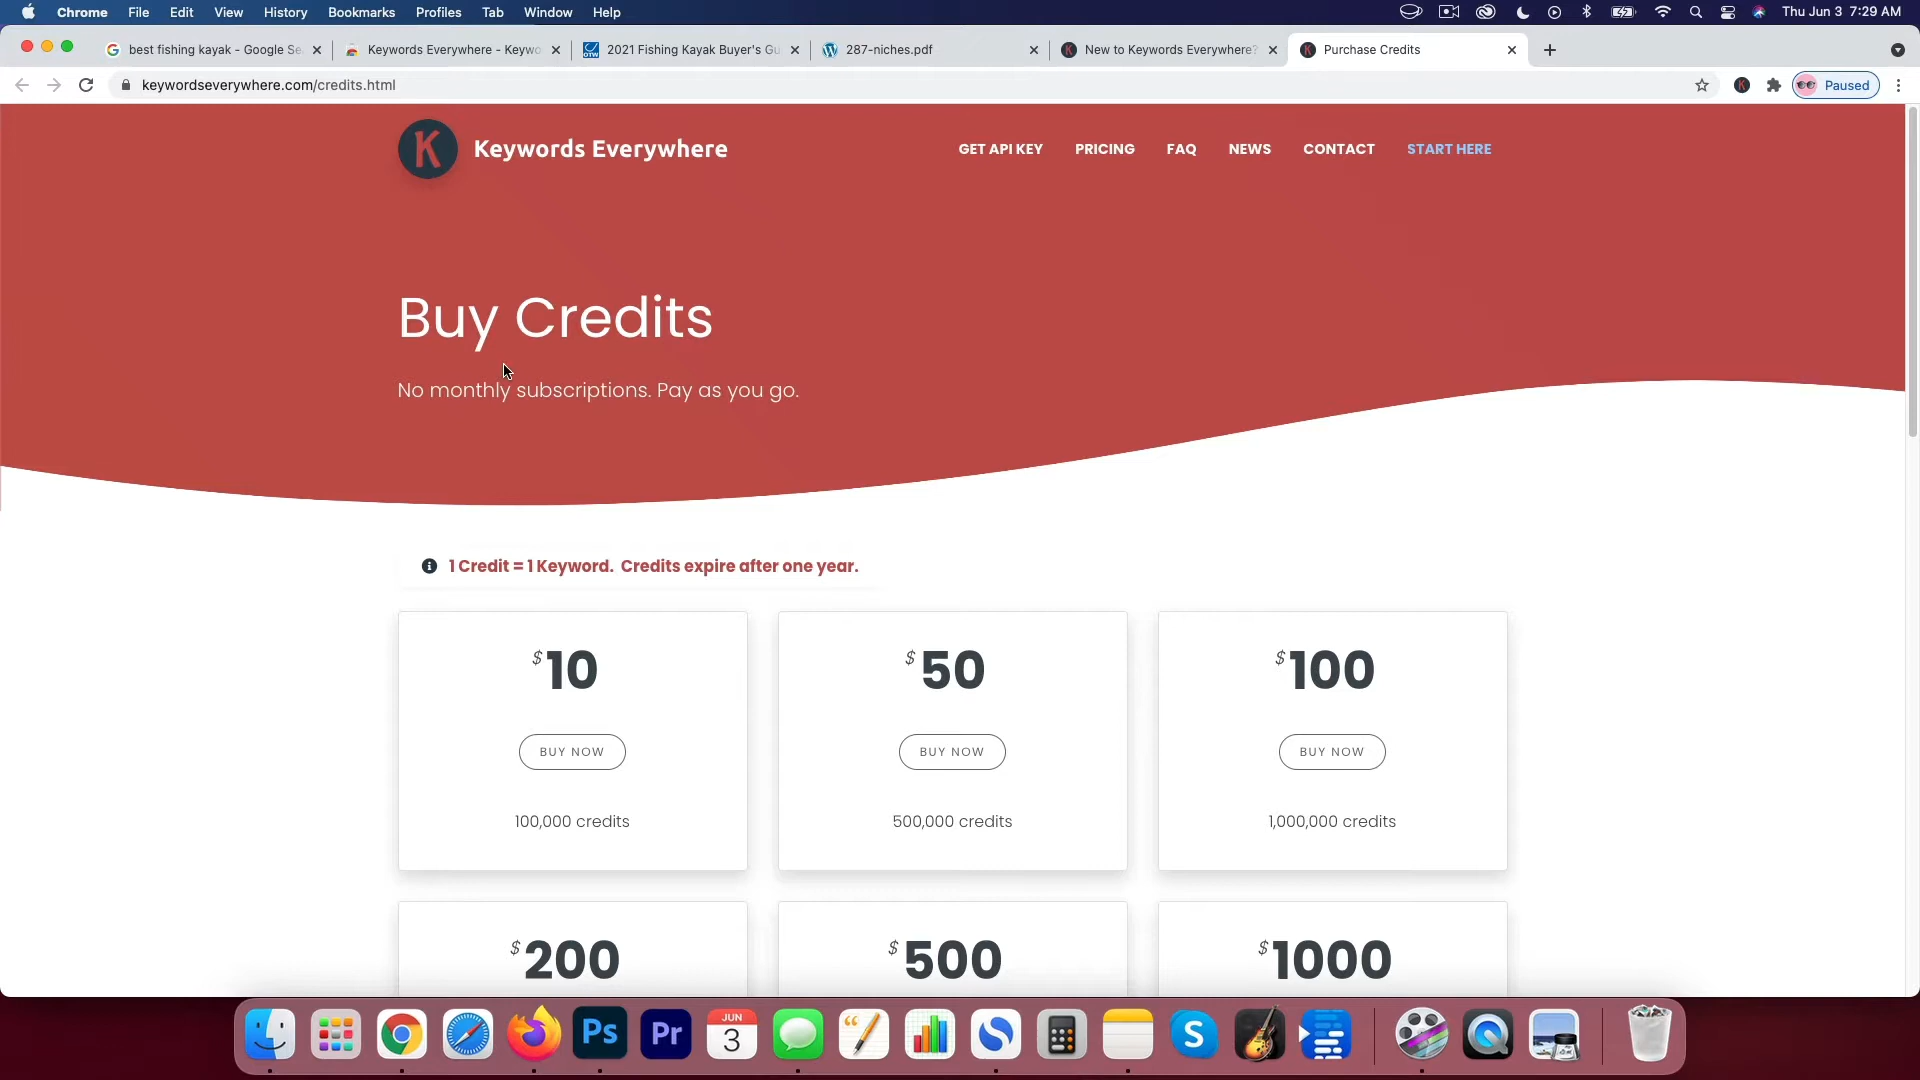 Chrome File Edit View History Bookmarks Profiles Tab Window Help Thu Jun 3 7:29 AM
best fishing kayak - Google Se Keywords Everywhere - Keywo 2021 Fishing Kayak Buyer's Gu 287-niches.pdf New to Keywords Everywhere? Purchase Credits
keywordseverywhere.com/credits.html K Paused
K Keywords Everywhere GET API KEY PRICING FAQ NEWS CONTACT START HERE
Buy Credits
No monthly subscriptions. Pay as you go.
1 Credit = 1 Keyword. Credits expire after one year.
$10 $50 $100
BUY NOW BUY NOW BUY NOW
100,000 credits 500,000 credits 1,000,000 credits
$200 $500 $1000
Ps Pr JUN 3 S